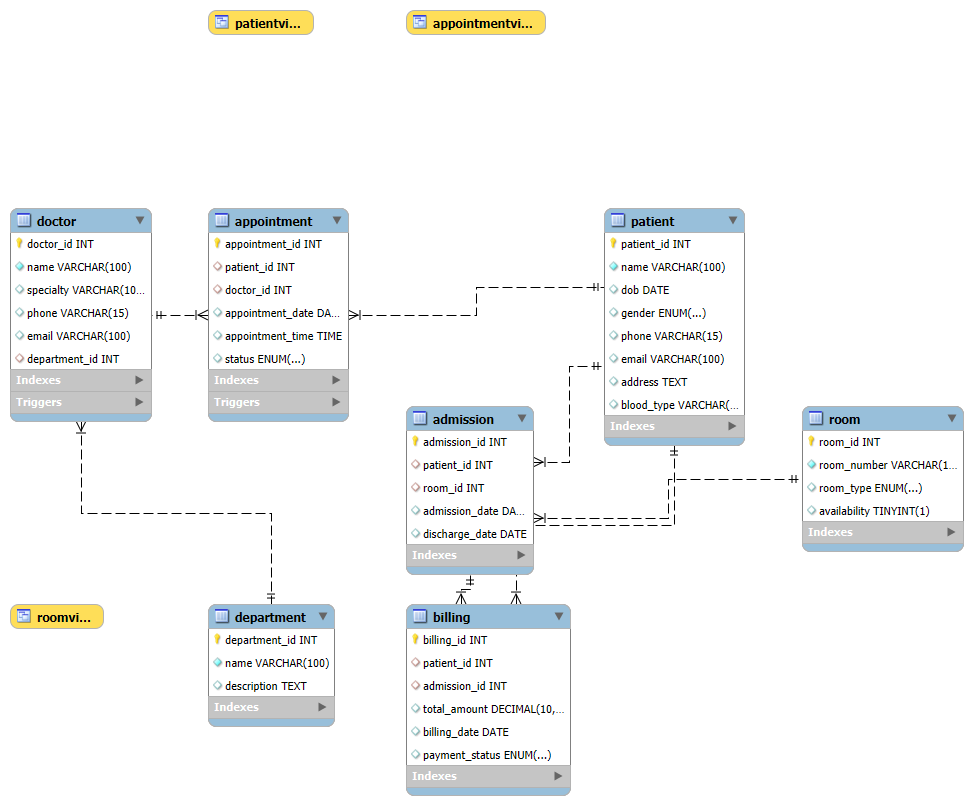 patientvi...
appointmentvi...
doctor
doctor_id INT
name VARCHAR(100)
specialty VARCHAR(10...
phone VARCHAR(15)
email VARCHAR(100)
department_id INT
Indexes
Triggers
appointment
appointment_id INT
patient_id INT
doctor_id INT
appointment_date DA...
appointment_time TIME
status ENUM(...)
Indexes
Triggers
patient
patient_id INT
name VARCHAR(100)
dob DATE
gender ENUM(...)
phone VARCHAR(15)
email VARCHAR(100)
address TEXT
blood_type VARCHAR(...
Indexes
admission
admission_id INT
patient_id INT
room_id INT
admission_date DA...
discharge_date DATE
Indexes
room
room_id INT
room_number VARCHAR(1...
room_type ENUM(...)
availability TINYINT(1)
Indexes
roomvi...
department
department_id INT
name VARCHAR(100)
description TEXT
Indexes
billing
billing_id INT
patient_id INT
admission_id INT
total_amount DECIMAL(10,...
billing_date DATE
payment_status ENUM(...)
Indexes